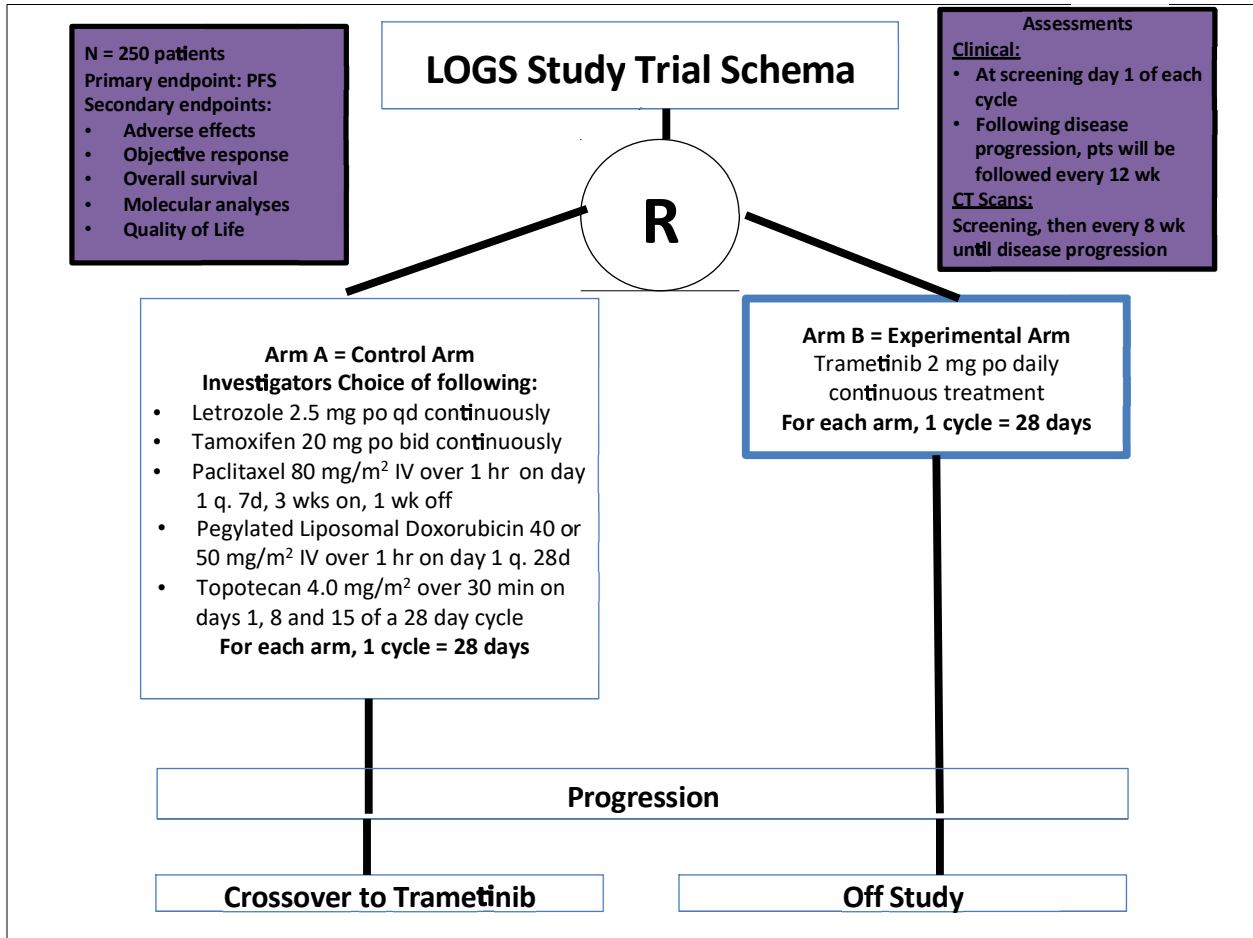 N = 250 patients
Primary endpoint: PFS
Secondary endpoints:
• Adverse effects
• Objective response
• Overall survival
• Molecular analyses
• Quality of Life
LOGS Study Trial Schema
Assessments
Clinical:
• At screening day 1 of each
cycle
• Following disease
progression, pts will be
followed every 12 wk
CT Scans:
Screening, then every 8 wk
until disease progression
R
Arm A = Control Arm
Investigators Choice of following:
• Letrozole 2.5 mg po qd continuously
• Tamoxifen 20 mg po bid continuously
• Paclitaxel 80 mg/m² IV over 1 hr on day
1 q. 7d, 3 wks on, 1 wk off
• Pegylated Liposomal Doxorubicin 40 or
50 mg/m² IV over 1 hr on day 1 q. 28d
• Topotecan 4.0 mg/m² over 30 min on
days 1, 8 and 15 of a 28 day cycle
For each arm, 1 cycle = 28 days
Arm B = Experimental Arm
Trametinib 2 mg po daily
continuous treatment
For each arm, 1 cycle = 28 days
Progression
Crossover to Trametinib
Off Study